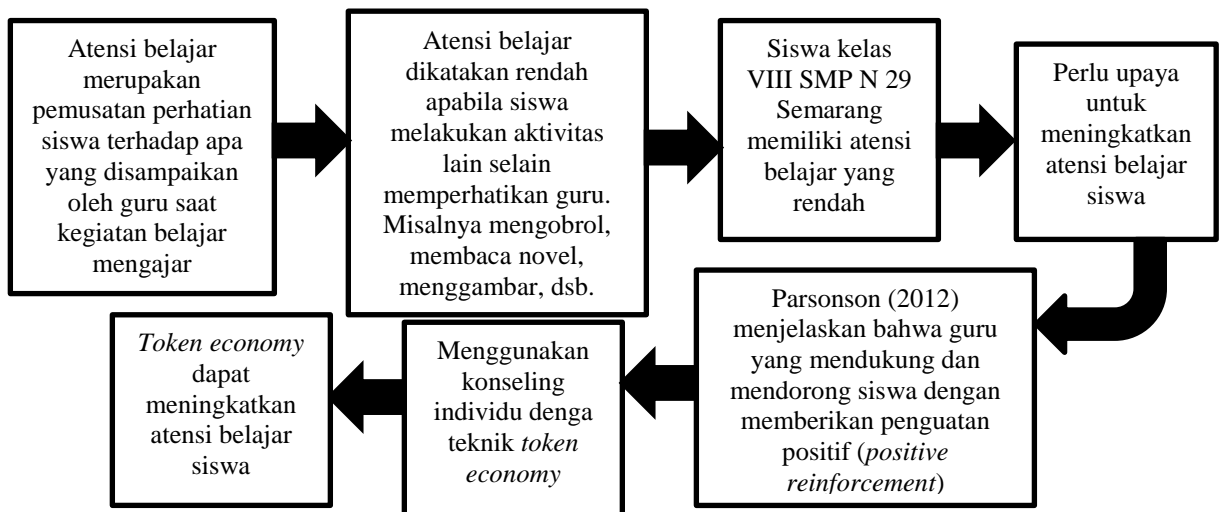 Atensi belajar
merupakan
pemusatan perhatian
siswa terhadap apa
yang disampaikan
oleh guru saat
kegiatan belajar
mengajar
Atensi belajar
dikatakan rendah
apabila siswa
melakukan aktivitas
lain selain
memperhatikan guru.
Misalnya mengobrol,
membaca novel,
menggambar, dsb.
Siswa kelas
VIII SMP N 29
Semarang
memiliki atensi
belajar yang
rendah
Perlu upaya
untuk
meningkatkan
atensi belajar
siswa
Parsonson (2012)
menjelaskan bahwa guru
yang mendukung dan
mendorong siswa dengan
memberikan penguatan
positif (positive
reinforcement)
Menggunakan
konseling
individu denga
teknik token
economy
Token economy
dapat
meningkatkan
atensi belajar
siswa